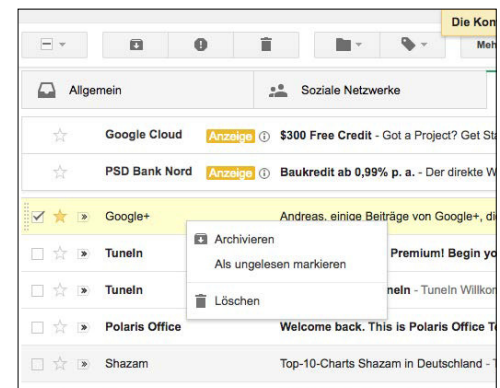 Die Kon
Meh
Allgemein Soziale Netzwerke
Google Cloud Anzeige $300 Free Credit - Got a Project? Get Sta
PSD Bank Nord Anzeige Baukredit ab 0,99% p. a. - Der direkte W
Google+ Andreas, einige Beiträge von Google+, di
Archivieren
TuneIn Premium! Begin yo
Als ungelesen markieren
TuneIn neIn - TuneIn Willkon
Löschen
Polaris Office Welcome back. This is Polaris Office Te
Shazam Top-10-Charts Shazam in Deutschland - T